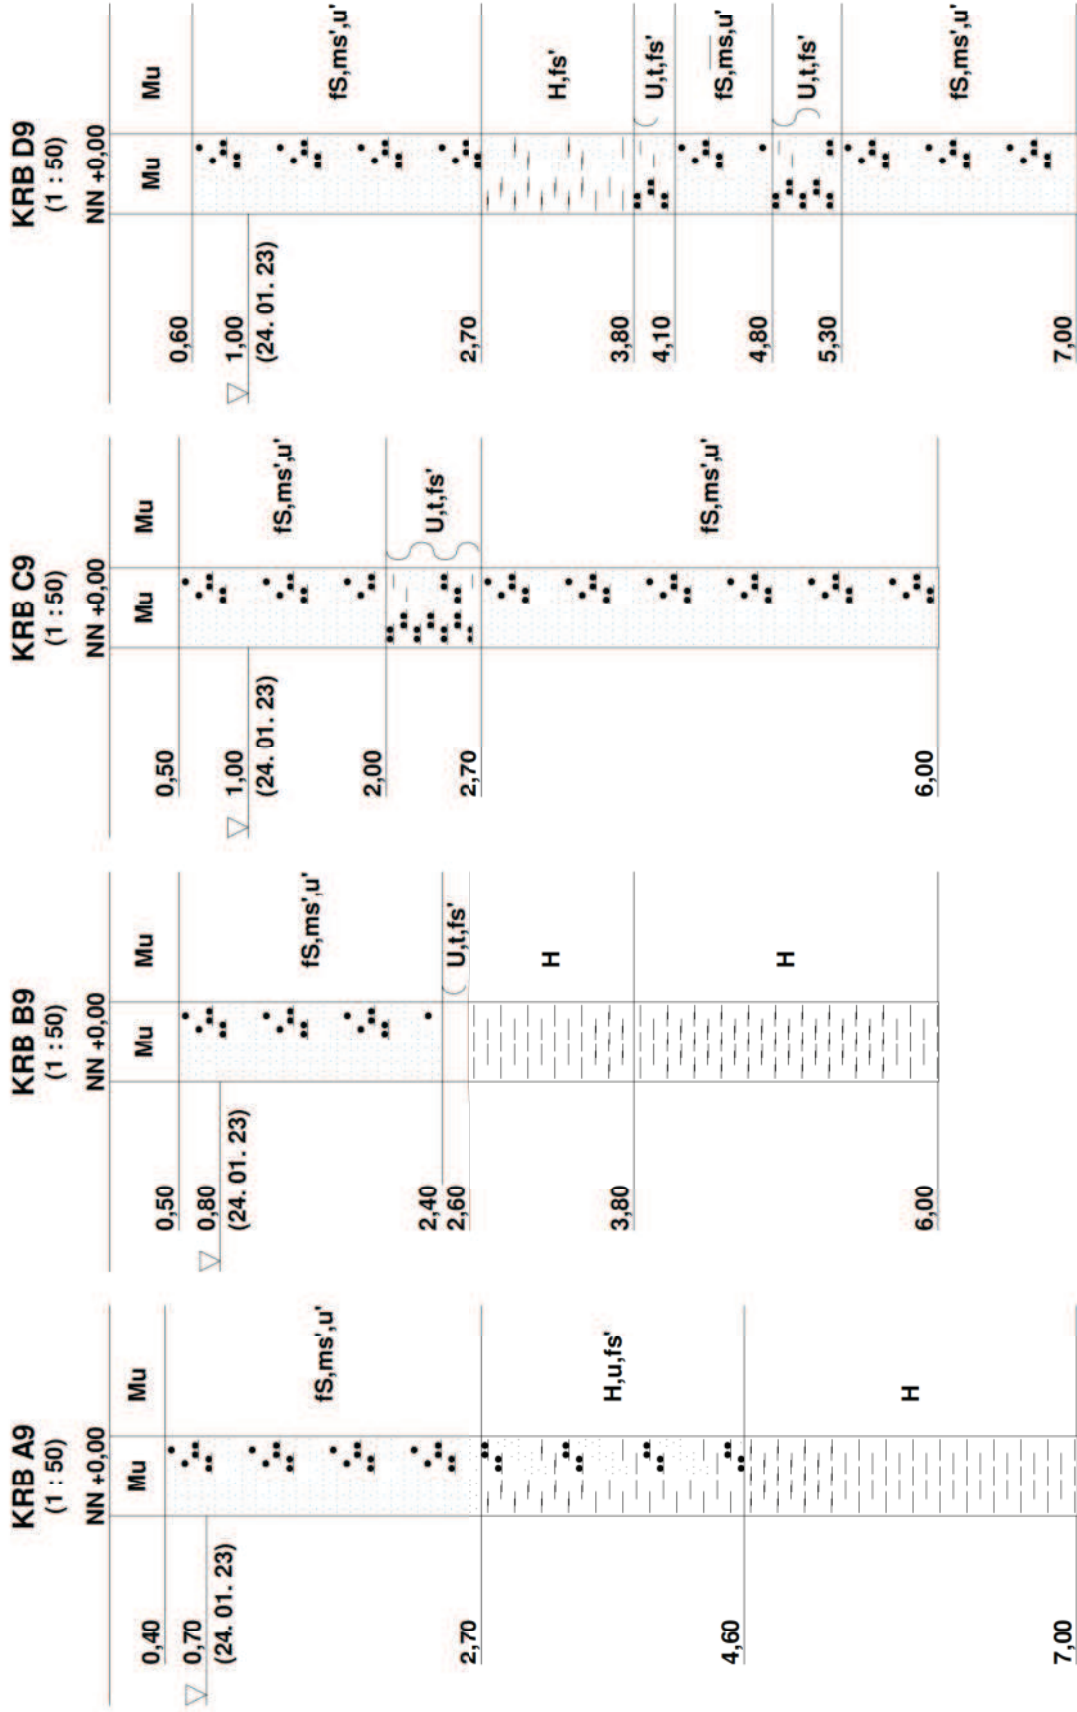 KRB A9
(1 : 50)
NN +0,00
Mu
Mu
0,40
0,70
(24. 01. 23)
fS,ms',u'
2,70
H,u,fs'
4,60
H
7,00
KRB B9
(1 : 50)
NN +0,00
Mu
Mu
0,50
0,80
(24. 01. 23)
fS,ms',u'
2,40
U,t,fs'
2,60
H
3,80
H
6,00
KRB C9
(1 : 50)
NN +0,00
Mu
Mu
0,50
1,00
(24. 01. 23)
fS,ms',u'
2,00
U,t,fs'
2,70
fS,ms',u'
6,00
KRB D9
(1 : 50)
NN +0,00
Mu
Mu
0,60
1,00
(24. 01. 23)
fS,ms',u'
2,70
H,fs'
3,80
U,t,fs'
4,10
fS,m̅s̅,u'
4,80
U,t,fs'
5,30
fS,ms',u'
7,00